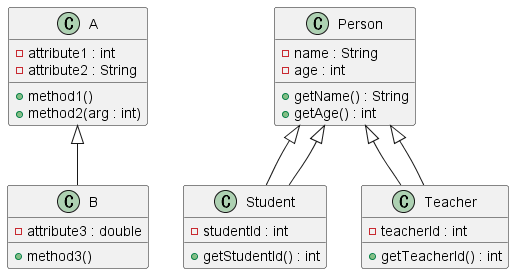 C A
attribute1 : int
attribute2 : String
method1()
method2(arg : int)
C Person
name : String
age : int
getName() : String
getAge() : int
C B
attribute3 : double
method3()
C Student
studentId : int
getStudentId() : int
C Teacher
teacherId : int
getTeacherId() : int